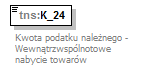 tns:K_24
Kwota podatku należnego -
Wewnątrzwspólnotowe
nabycie towarów